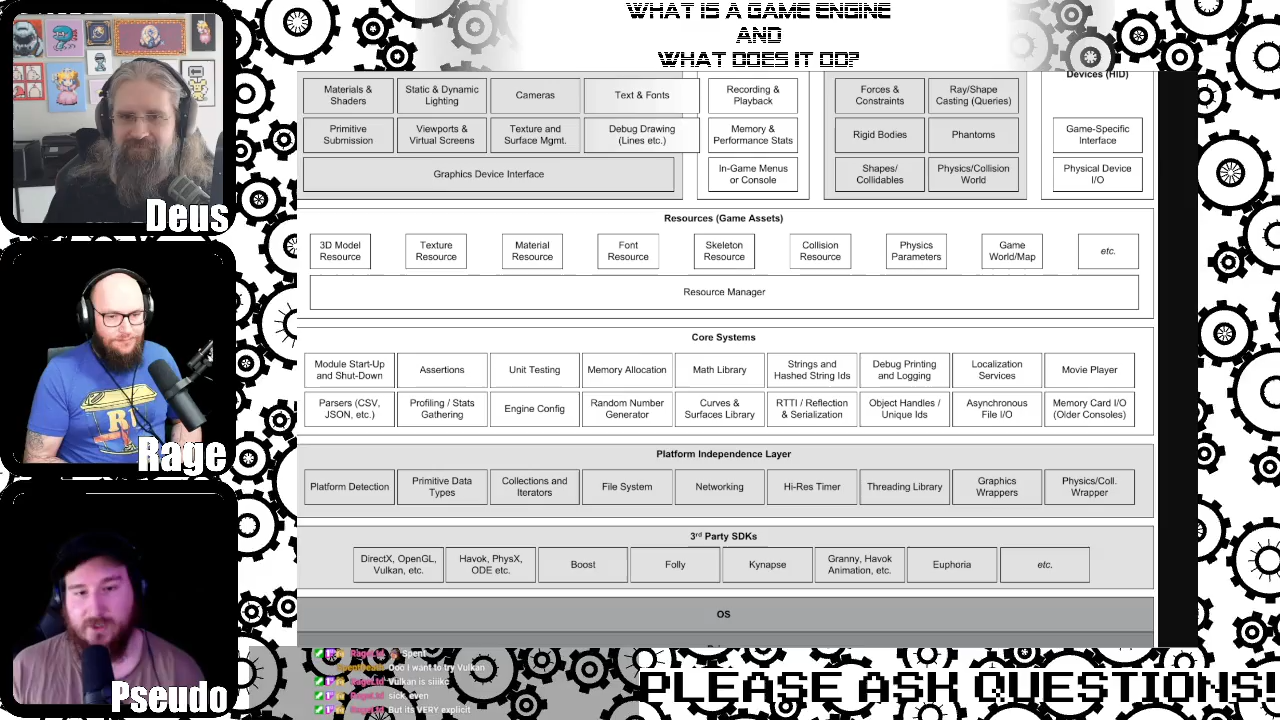 WHAT IS A GAME ENGINE
AND
WHAT DOES IT DO?
Devices (HID)
Materials &
Shaders
Static & Dynamic
Lighting
Cameras
Text & Fonts
Recording &
Playback
Forces &
Constraints
Ray/Shape
Casting (Queries)
Primitive
Submission
Viewports &
Virtual Screens
Texture and
Surface Mgmt.
Debug Drawing
(Lines etc.)
Memory &
Performance Stats
Rigid Bodies
Phantoms
Game-Specific
Interface
Graphics Device Interface
In-Game Menus
or Console
Shapes/
Collidables
Physics/Collision
World
Physical Device
I/O
Resources (Game Assets)
3D Model
Resource
Texture
Resource
Material
Resource
Font
Resource
Skeleton
Resource
Collision
Resource
Physics
Parameters
Game
World/Map
etc.
Resource Manager
Core Systems
Module Start-Up
and Shut-Down
Assertions
Unit Testing
Memory Allocation
Math Library
Strings and
Hashed String Ids
Debug Printing
and Logging
Localization
Services
Movie Player
Parsers (CSV,
JSON, etc.)
Profiling / Stats
Gathering
Engine Config
Random Number
Generator
Curves &
Surfaces Library
RTTI / Reflection
& Serialization
Object Handles /
Unique Ids
Asynchronous
File I/O
Memory Card I/O
(Older Consoles)
Platform Independence Layer
Platform Detection
Primitive Data
Types
Collections and
Iterators
File System
Networking
Hi-Res Timer
Threading Library
Graphics
Wrappers
Physics/Coll.
Wrapper
3rd Party SDKs
DirectX, OpenGL,
Vulkan, etc.
Havok, PhysX,
ODE etc.
Boost
Folly
Kynapse
Granny, Havok
Animation, etc.
Euphoria
etc.
OS
Deus
Rage
Pseudo
Spent
Ooo I want to try Vulkan
Vulkan is siiikc
sick, even
But its VERY explicit
PLEASE ASK QUESTIONS!